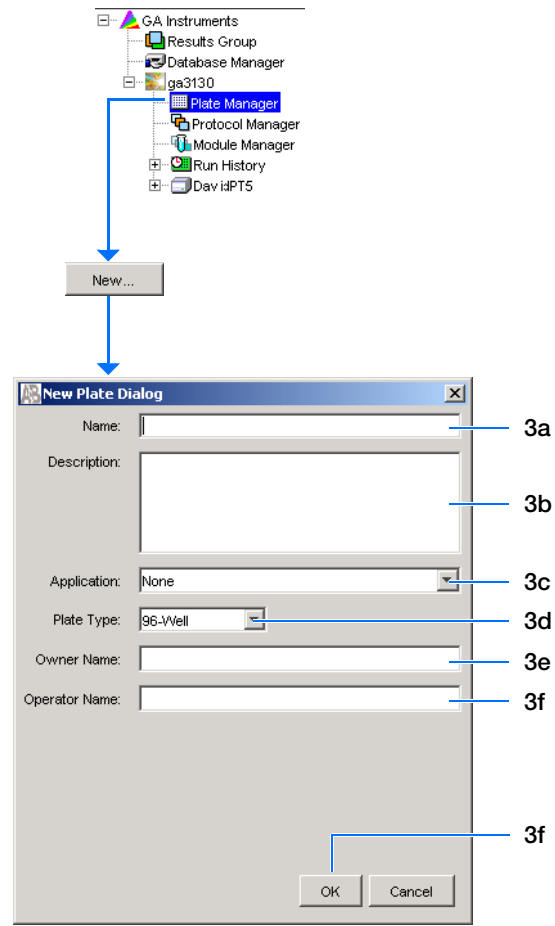 GA Instruments
Results Group
Database Manager
ga3130
Plate Manager
Protocol Manager
Module Manager
Run History
DavidPT5
New...
AB New Plate Dialog
Name: 3a
Description: 3b
Application: None 3c
Plate Type: 96-Well 3d
Owner Name: 3e
Operator Name: 3f
3f
OK Cancel